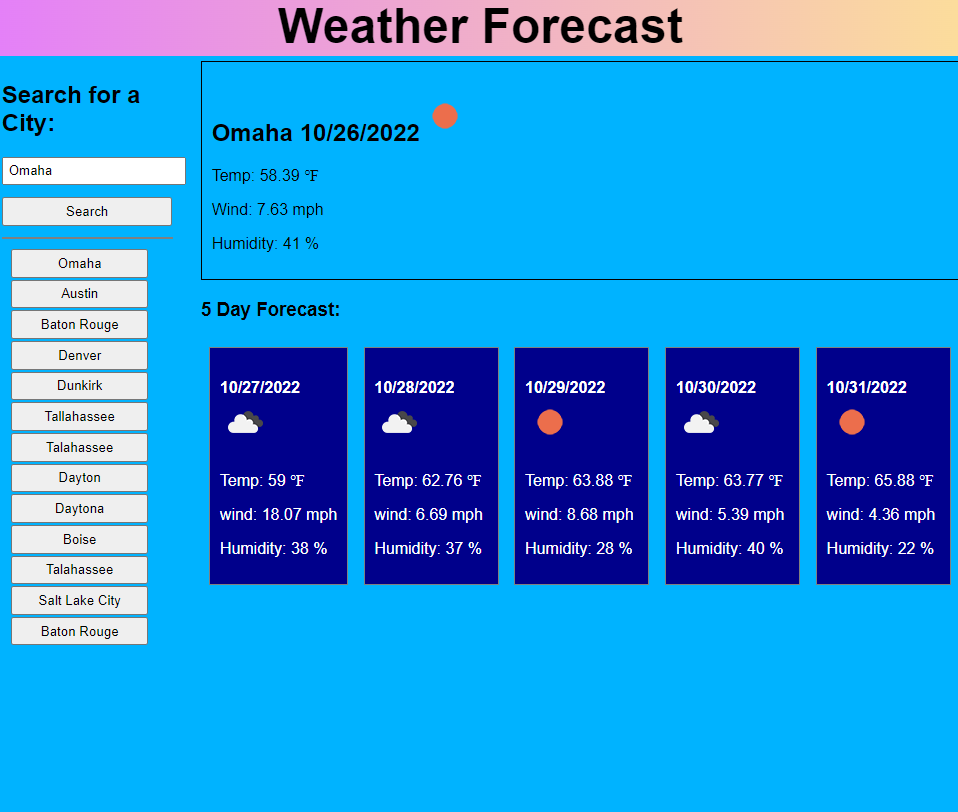 Weather Forecast
Search for a
City:
Omaha
Search
Omaha
Austin
Baton Rouge
Denver
Dunkirk
Tallahassee
Talahassee
Dayton
Daytona
Boise
Talahassee
Salt Lake City
Baton Rouge
Omaha 10/26/2022
Temp: 58.39 ℉
Wind: 7.63 mph
Humidity: 41 %
5 Day Forecast:
10/27/2022
Temp: 59 ℉
wind: 18.07 mph
Humidity: 38 %
10/28/2022
Temp: 62.76 ℉
wind: 6.69 mph
Humidity: 37 %
10/29/2022
Temp: 63.88 ℉
wind: 8.68 mph
Humidity: 28 %
10/30/2022
Temp: 63.77 ℉
wind: 5.39 mph
Humidity: 40 %
10/31/2022
Temp: 65.88 ℉
wind: 4.36 mph
Humidity: 22 %